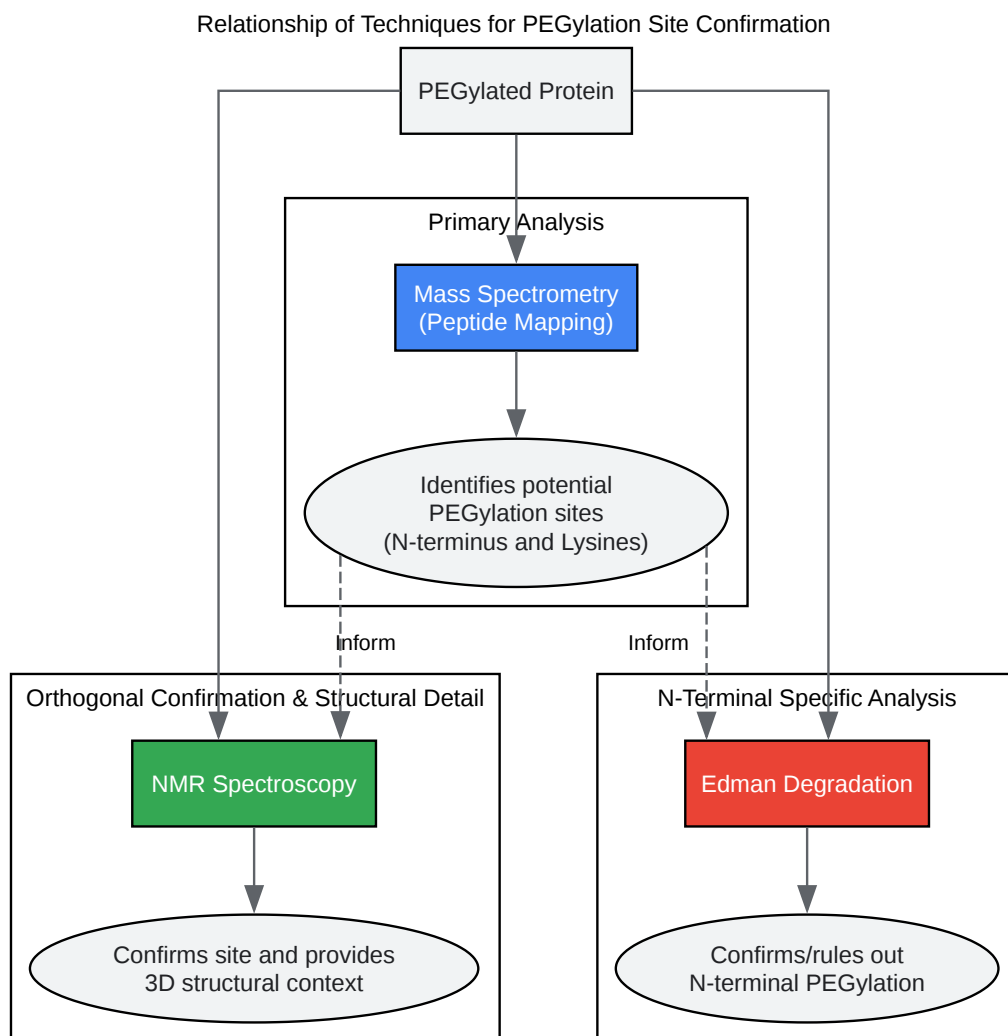 Relationship of Techniques for PEGylation Site Confirmation
PEGylated Protein
Primary Analysis
Mass Spectrometry
(Peptide Mapping)
Identifies potential
PEGylation sites
(N-terminus and Lysines)
Inform
Inform
Orthogonal Confirmation & Structural Detail
N-Terminal Specific Analysis
NMR Spectroscopy
Edman Degradation
Confirms site and provides
3D structural context
Confirms/rules out
N-terminal PEGylation